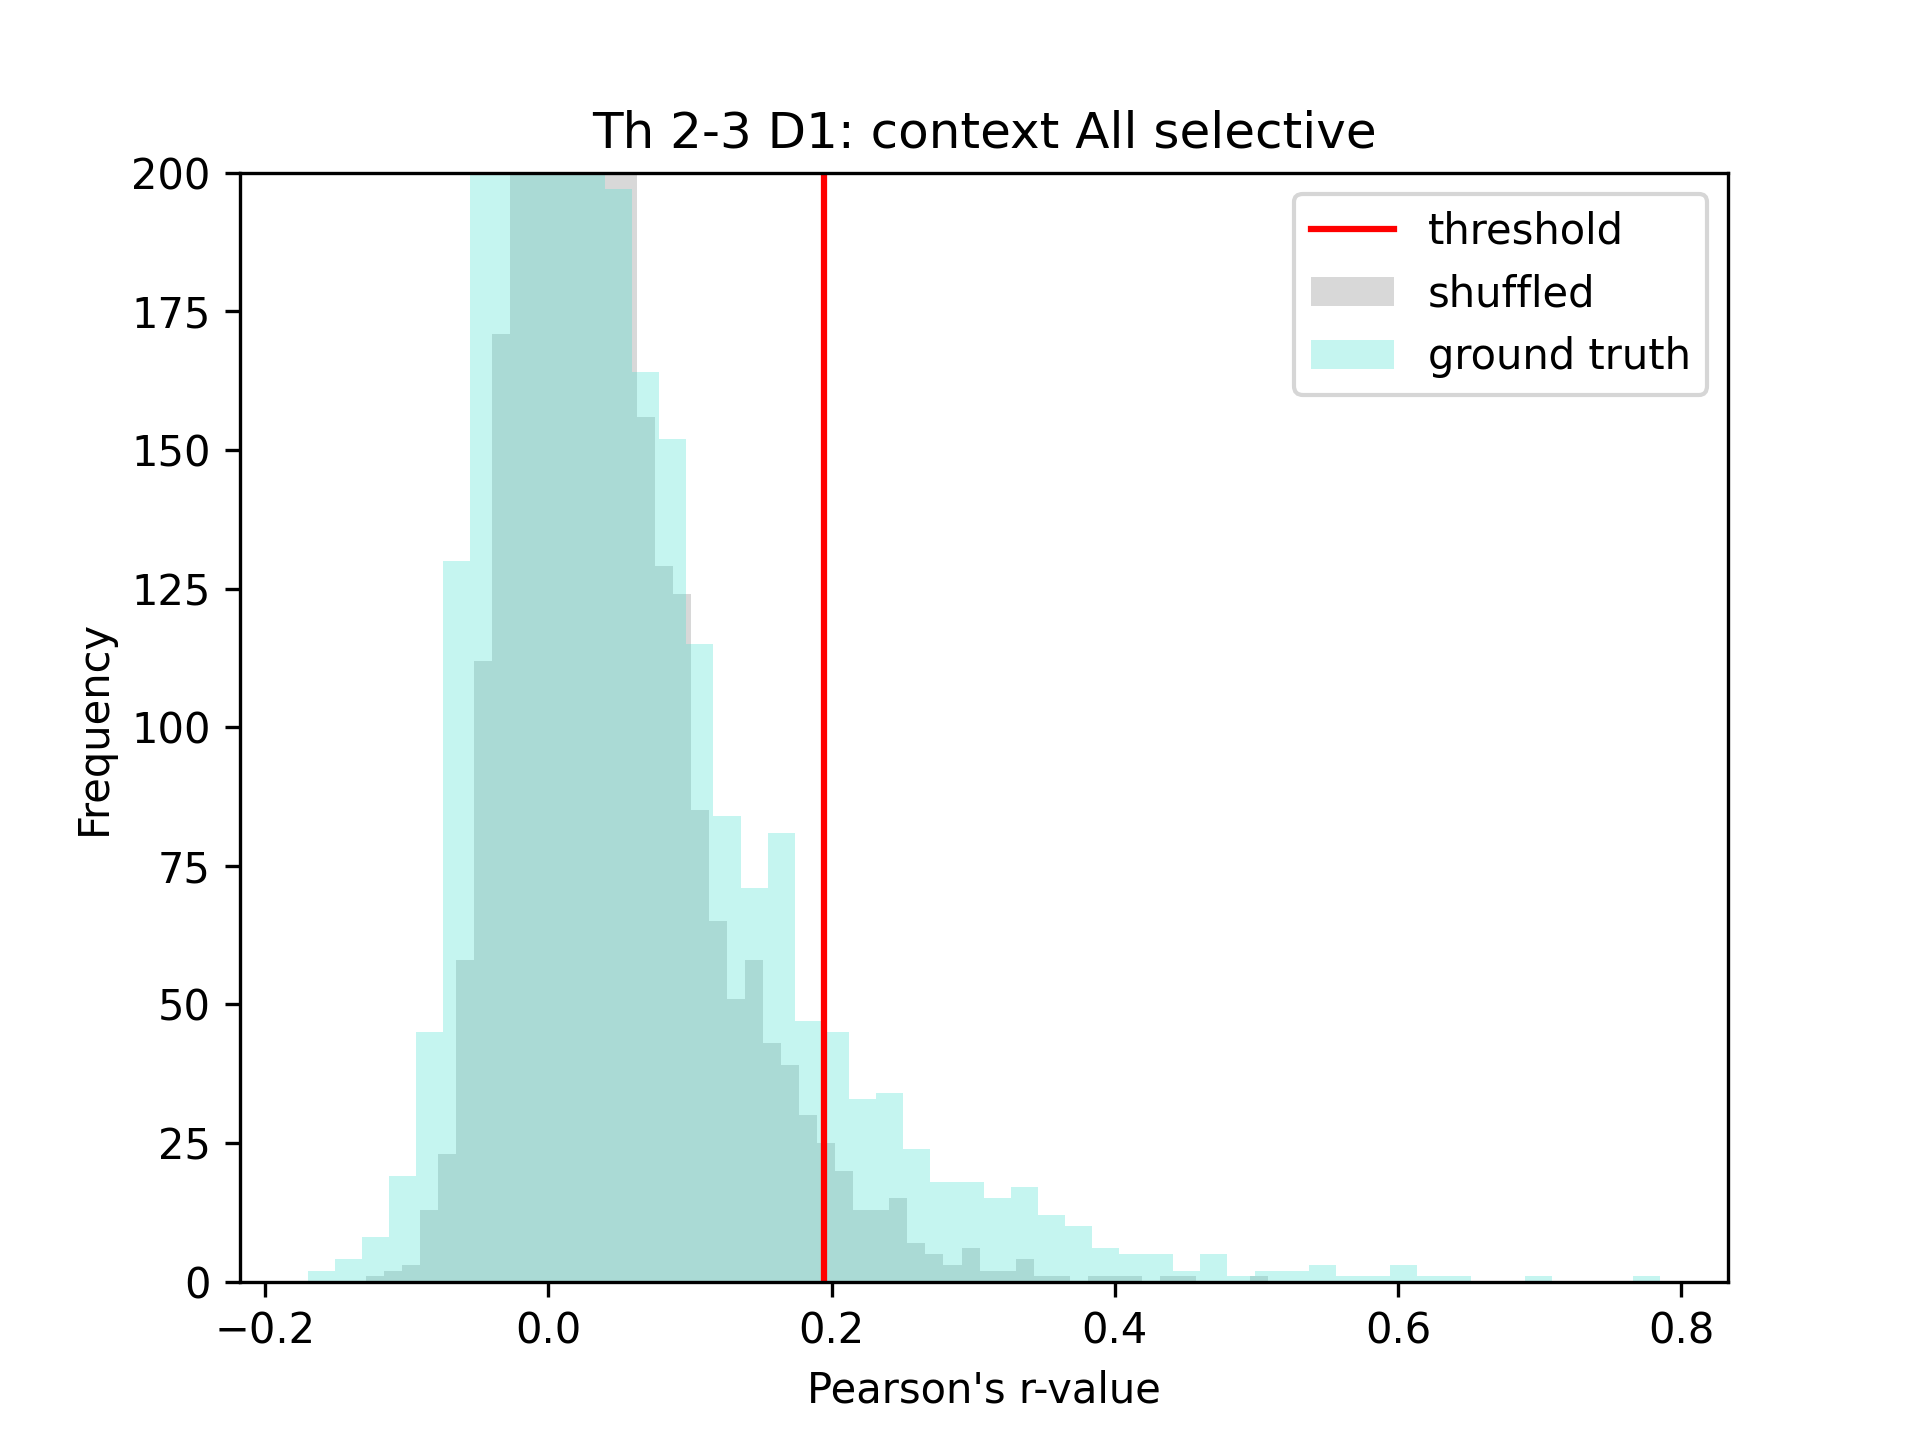 Th 2-3 D1: context All selective
200
175
150
125
100
75
50
25
0
Frequency
threshold
shuffled
ground truth
−0.2 0.0 0.2 0.4 0.6 0.8
Pearson's r-value